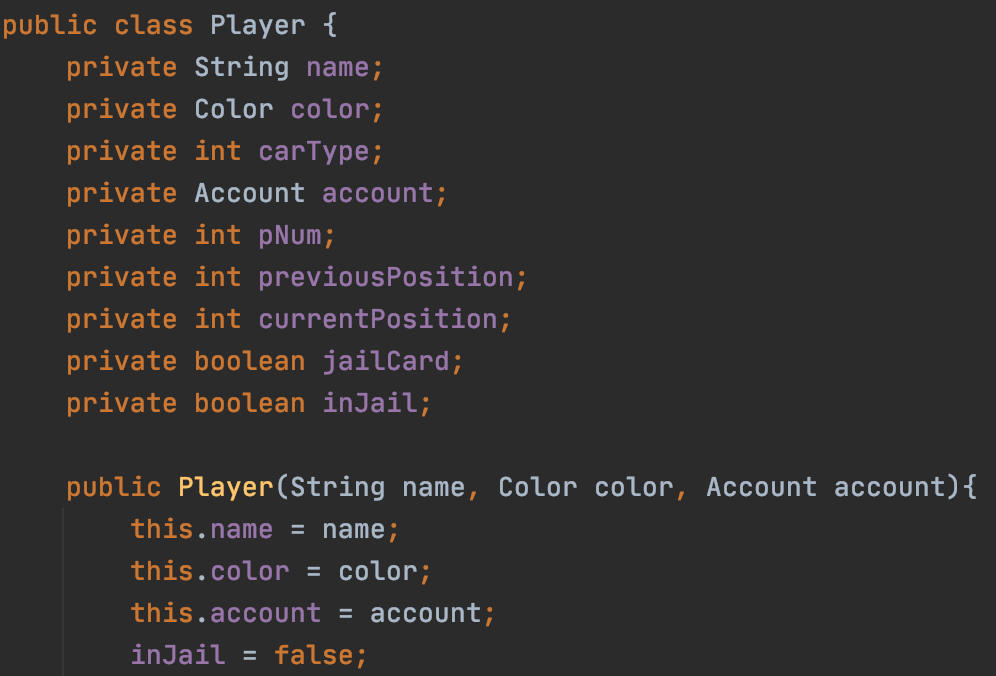 public class Player {
    private String name;
    private Color color;
    private int carType;
    private Account account;
    private int pNum;
    private int previousPosition;
    private int currentPosition;
    private boolean jailCard;
    private boolean inJail;

    public Player(String name, Color color, Account account){
        this.name = name;
        this.color = color;
        this.account = account;
        inJail = false;